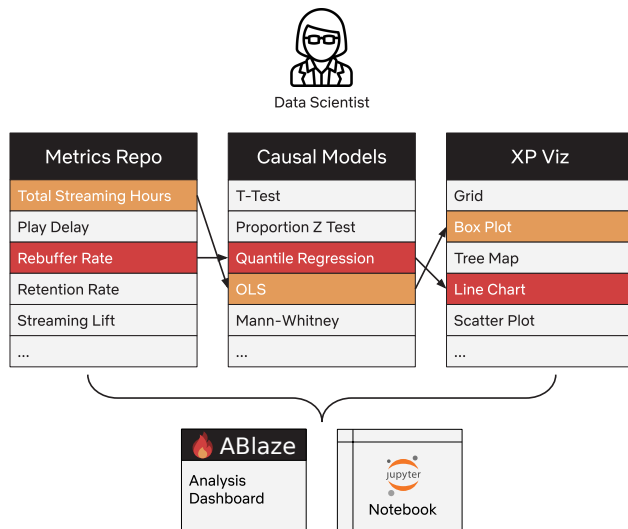 Data Scientist
Metrics Repo
Total Streaming Hours
Play Delay
Rebuffer Rate
Retention Rate
Streaming Lift
...
Causal Models
T-Test
Proportion Z Test
Quantile Regression
OLS
Mann-Whitney
...
XP Viz
Grid
Box Plot
Tree Map
Line Chart
Scatter Plot
...
ABlaze
Analysis
Dashboard
jupyter
Notebook